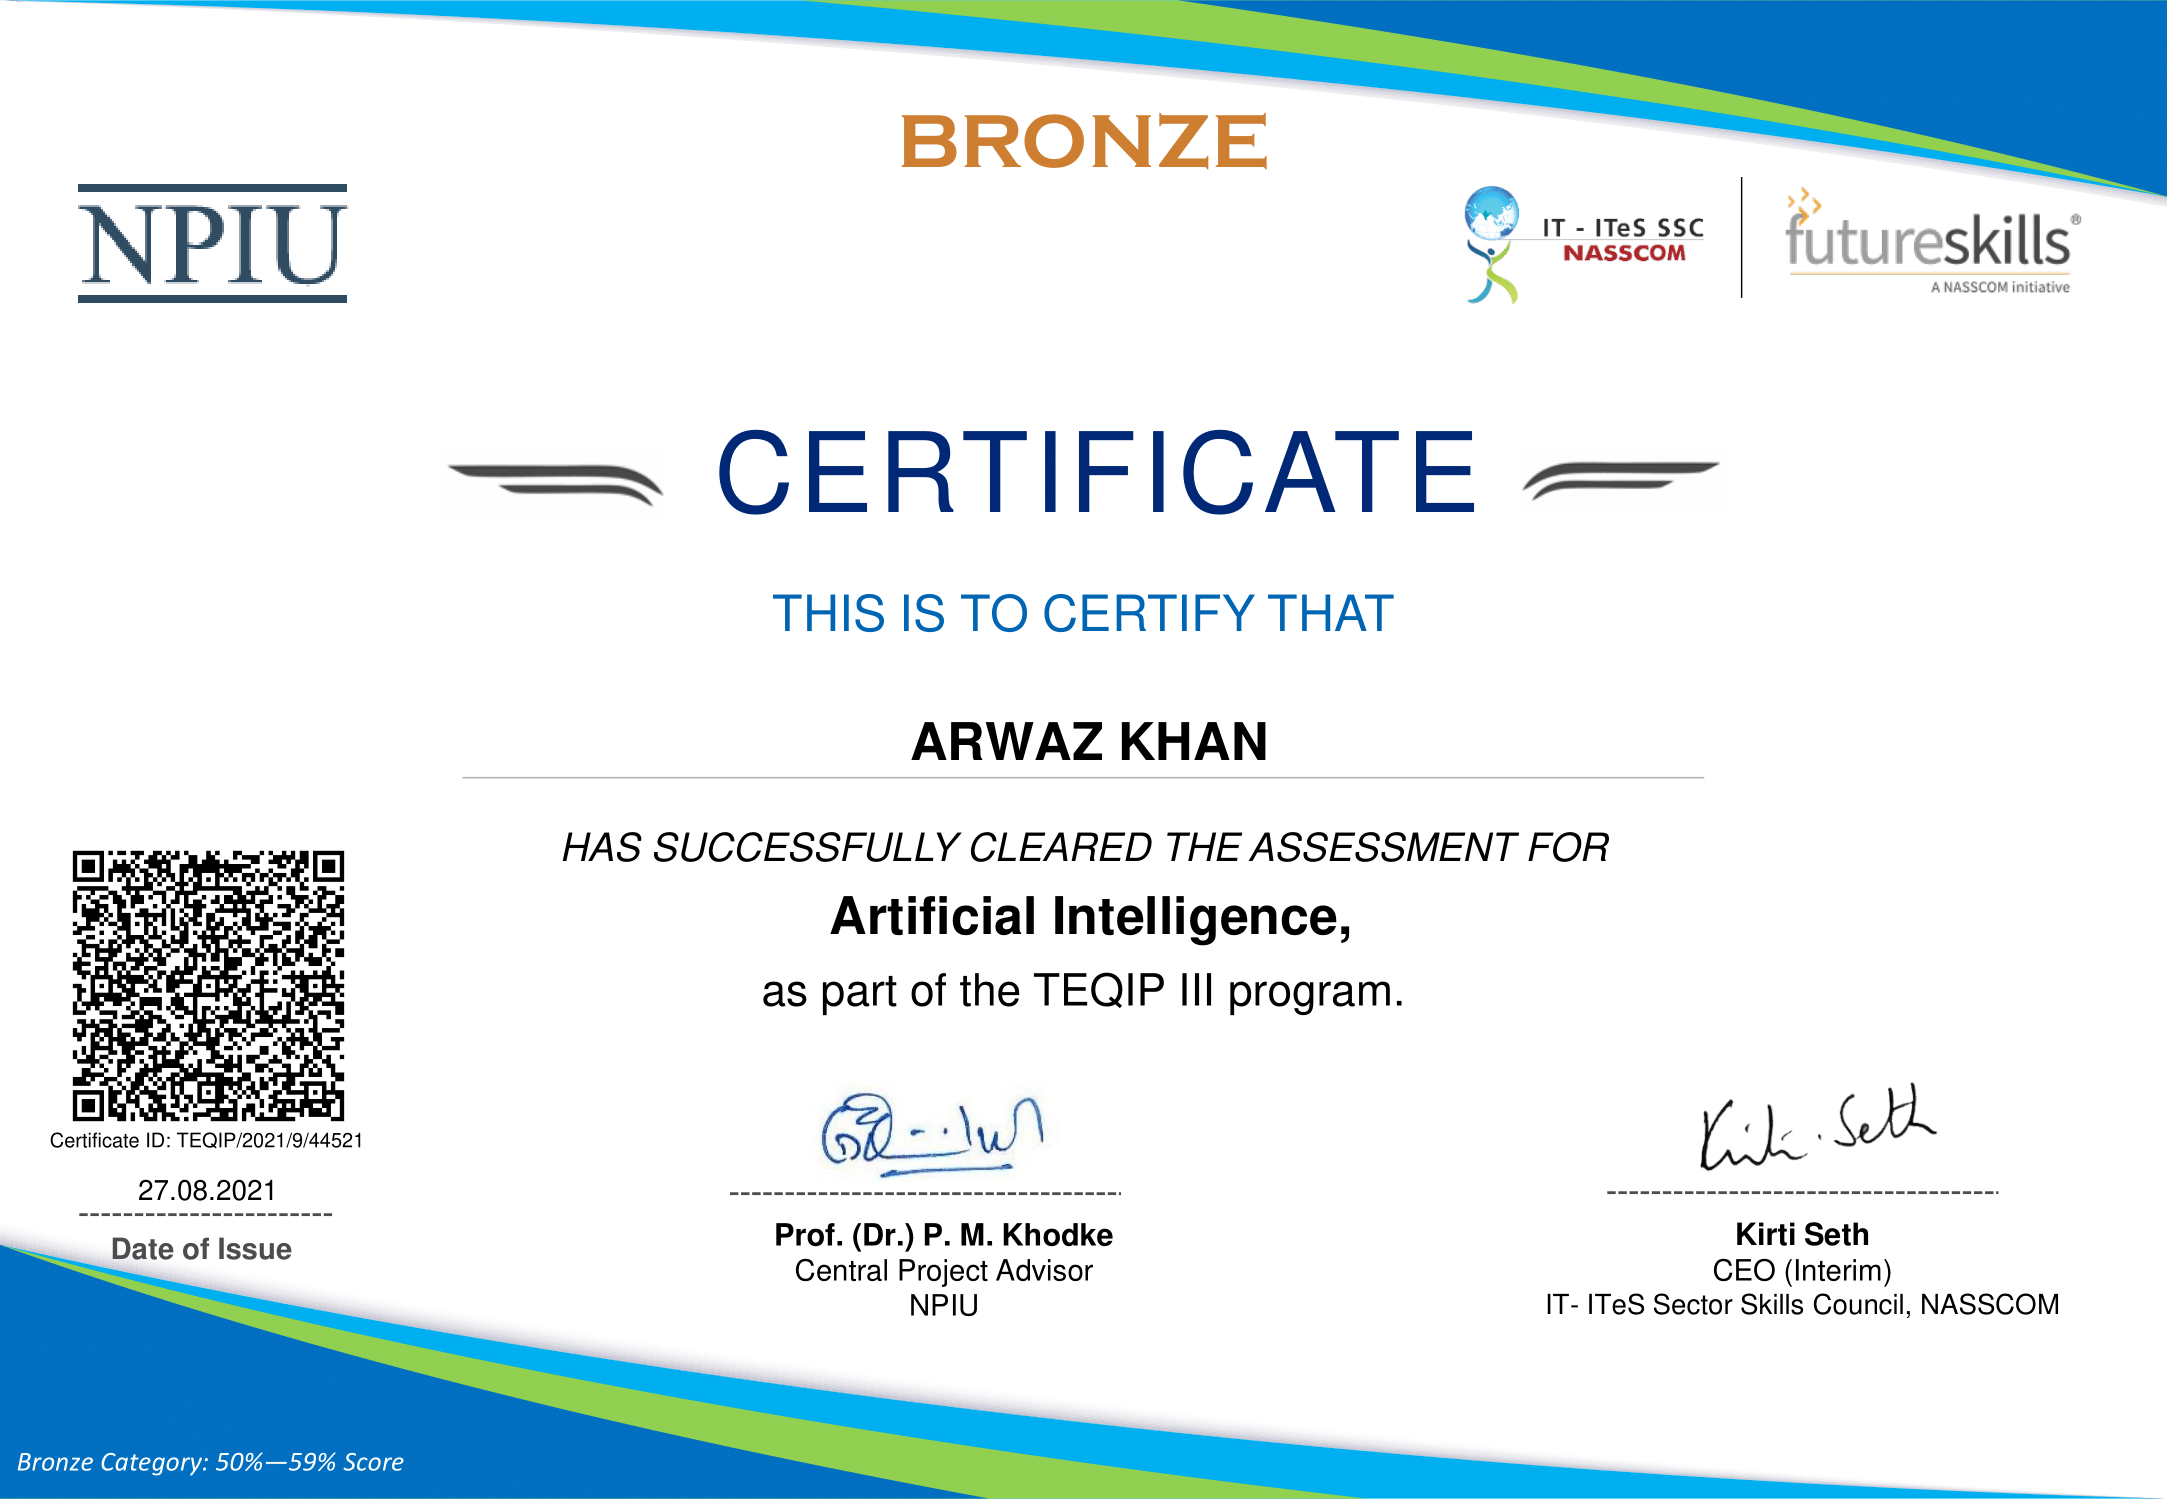 BRONZE
NPIU
IT - ITeS SSC
NASSCOM
futureskills®
A NASSCOM initiative
CERTIFICATE
THIS IS TO CERTIFY THAT
ARWAZ KHAN
HAS SUCCESSFULLY CLEARED THE ASSESSMENT FOR
Artificial Intelligence,
as part of the TEQIP III program.
Certificate ID: TEQIP/2021/9/44521
27.08.2021
Date of Issue
Prof. (Dr.) P. M. Khodke
Central Project Advisor
NPIU
Kirti Seth
Kirti Seth
CEO (Interim)
IT- ITeS Sector Skills Council, NASSCOM
Bronze Category: 50%—59% Score